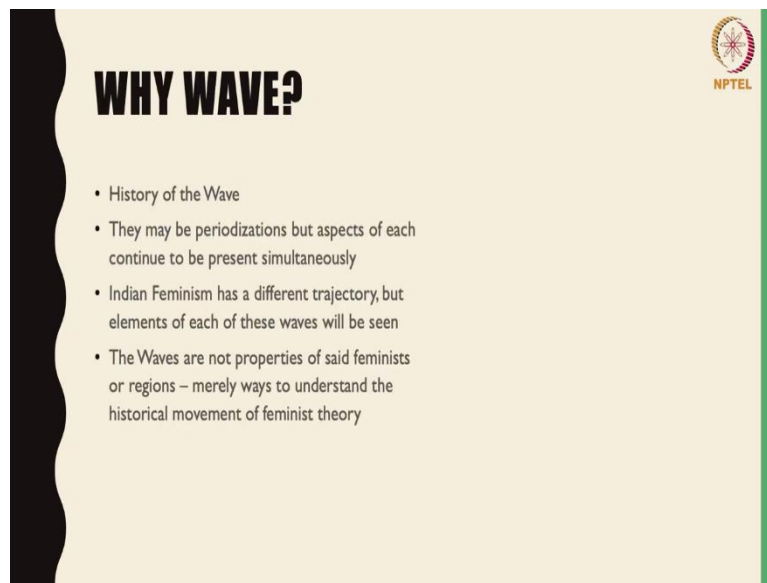 WHY WAVE?
NPTEL
• History of the Wave
• They may be periodizations but aspects of each
continue to be present simultaneously
• Indian Feminism has a different trajectory, but
elements of each of these waves will be seen
• The Waves are not properties of said feminists
or regions – merely ways to understand the
historical movement of feminist theory